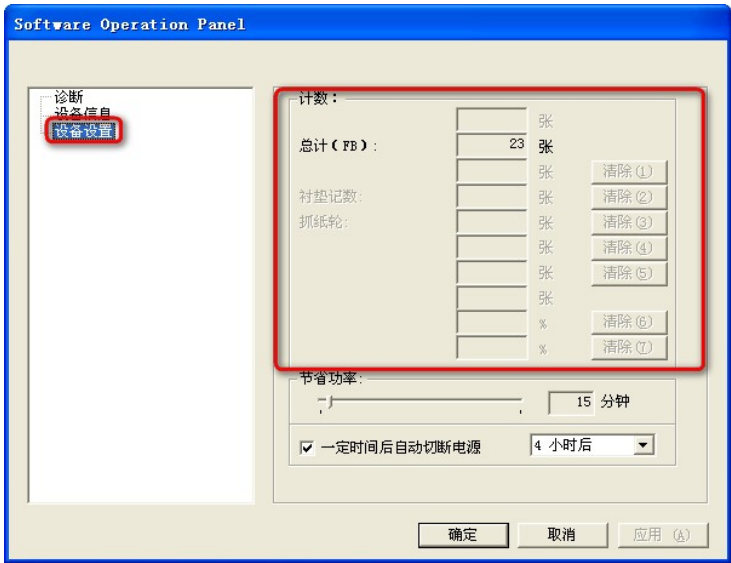 Software Operation Panel
诊断
设备信息
设备设置
计数：
张
总计(FB)： 23 张
张 清除(1)
衬垫记数: 张 清除(2)
抓纸轮: 张 清除(3)
张 清除(4)
张 清除(5)
张
% 清除(6)
% 清除(7)
节省功率:
15 分钟
一定时间后自动切断电源 4 小时后
确定 取消 应用 (A)